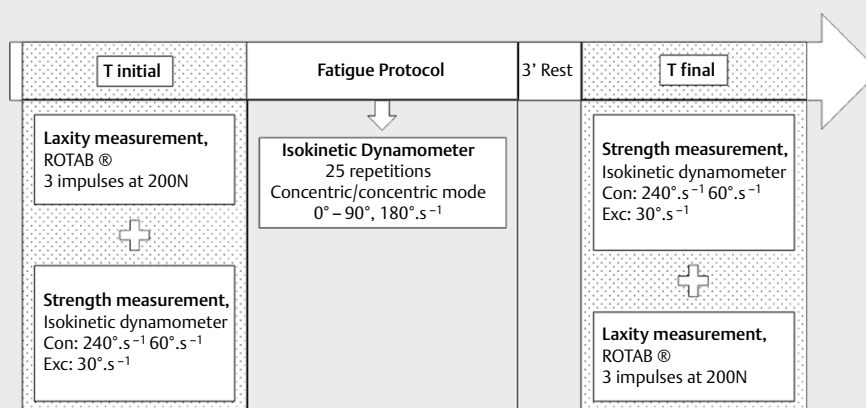 T initial
Fatigue Protocol
3’ Rest
T final
Laxity measurement,
ROTAB ®
3 impulses at 200N
Strength measurement,
Isokinetic dynamometer
Con: 240°.s⁻¹ 60°.s⁻¹
Exc: 30°.s⁻¹
Isokinetic Dynamometer
25 repetitions
Concentric/concentric mode
0° – 90°, 180°.s⁻¹
Strength measurement,
Isokinetic dynamometer
Con: 240°.s⁻¹ 60°.s⁻¹
Exc: 30°.s⁻¹
Laxity measurement,
ROTAB ®
3 impulses at 200N